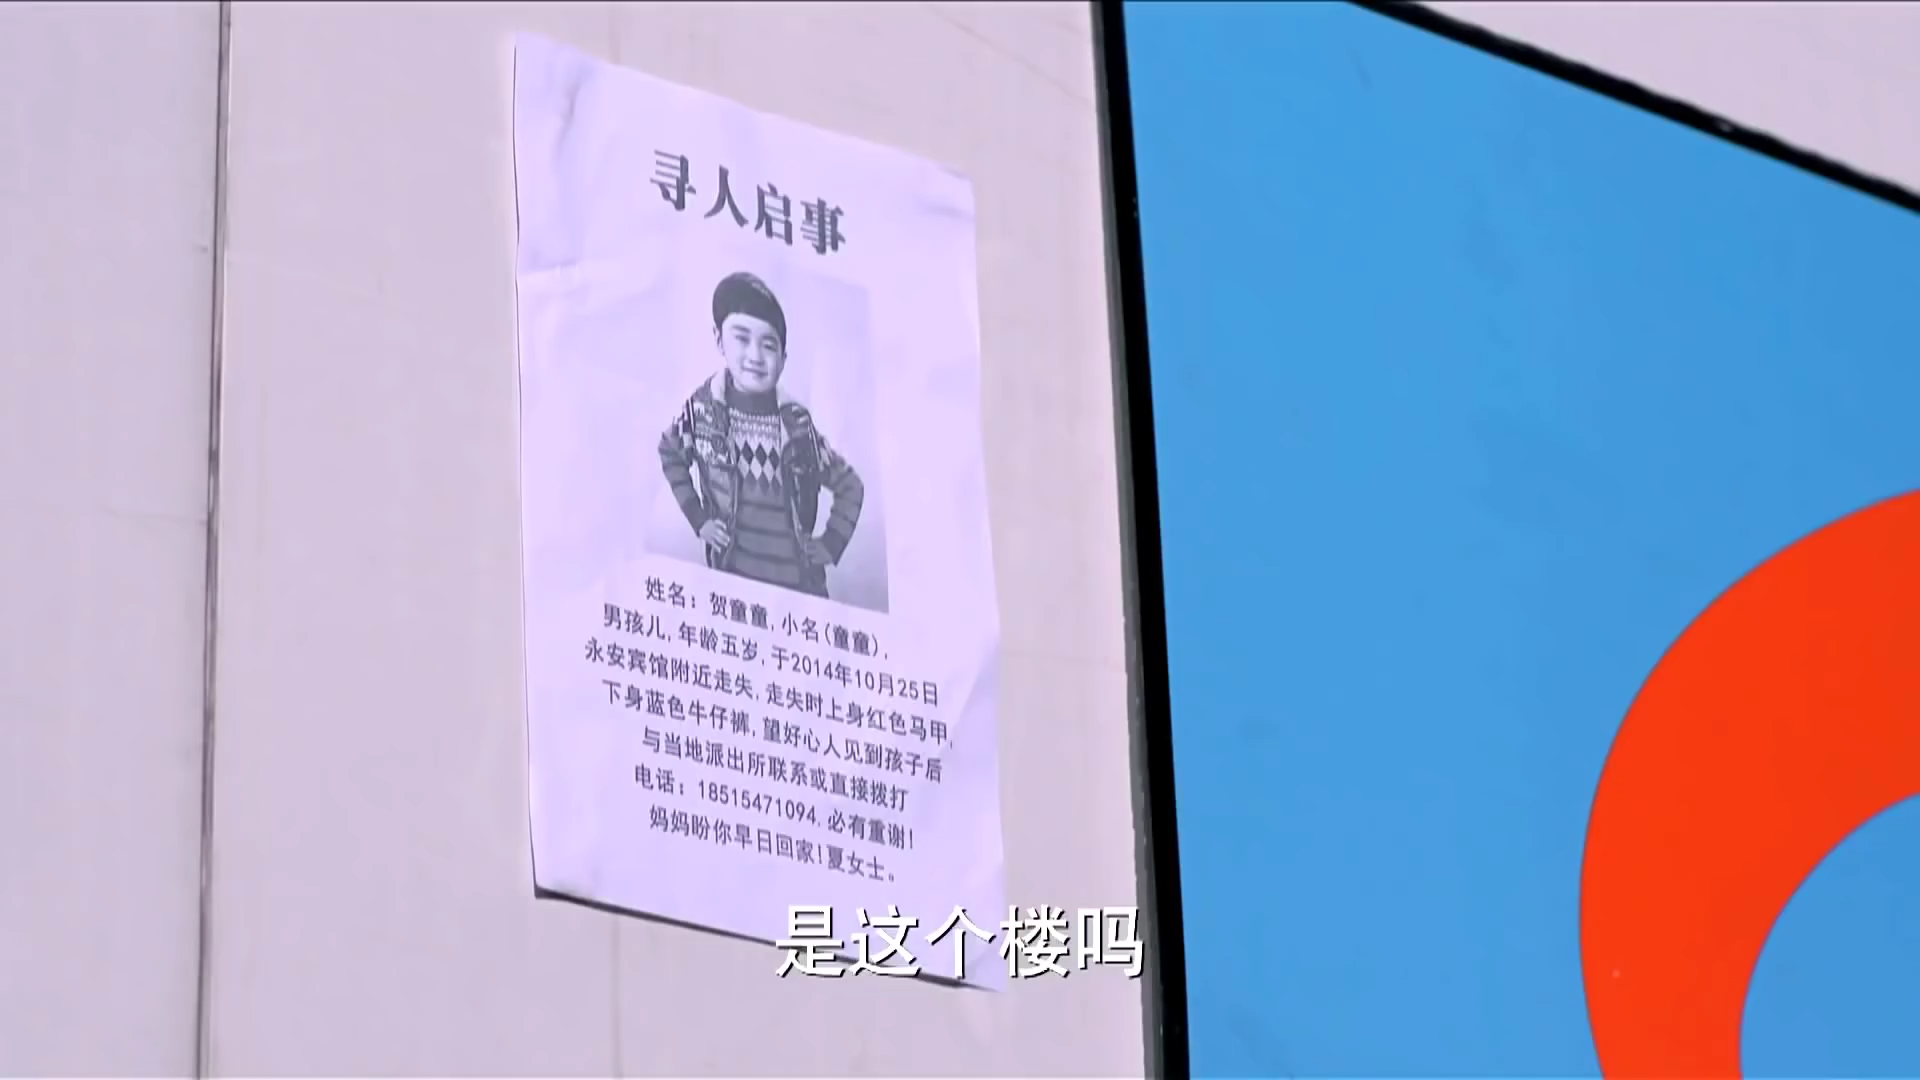 寻人启事
姓名：贺童童,小名(童童),
男孩儿,年龄五岁,于2014年10月25日
永安宾馆附近走失,走失时上身红色马甲,
下身蓝色牛仔裤,望好心人见到孩子后
与当地派出所联系或直接拨打
电话：18515471094,必有重谢!
妈妈盼你早日回家!夏女士。
是这个楼吗